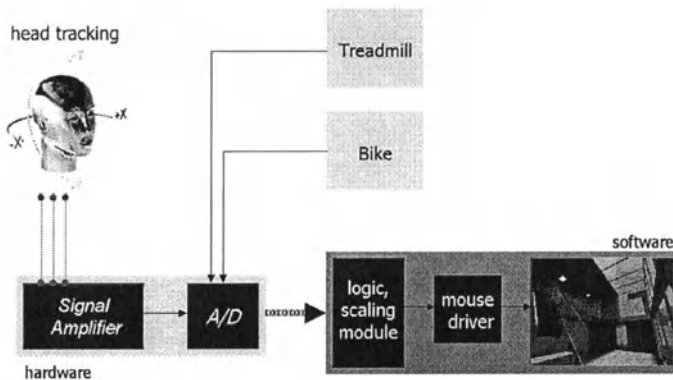 head tracking
Treadmill
+X
-X
Bike
software
Signal
Amplifier
A/D
logic,
scaling
module
mouse
driver
hardware